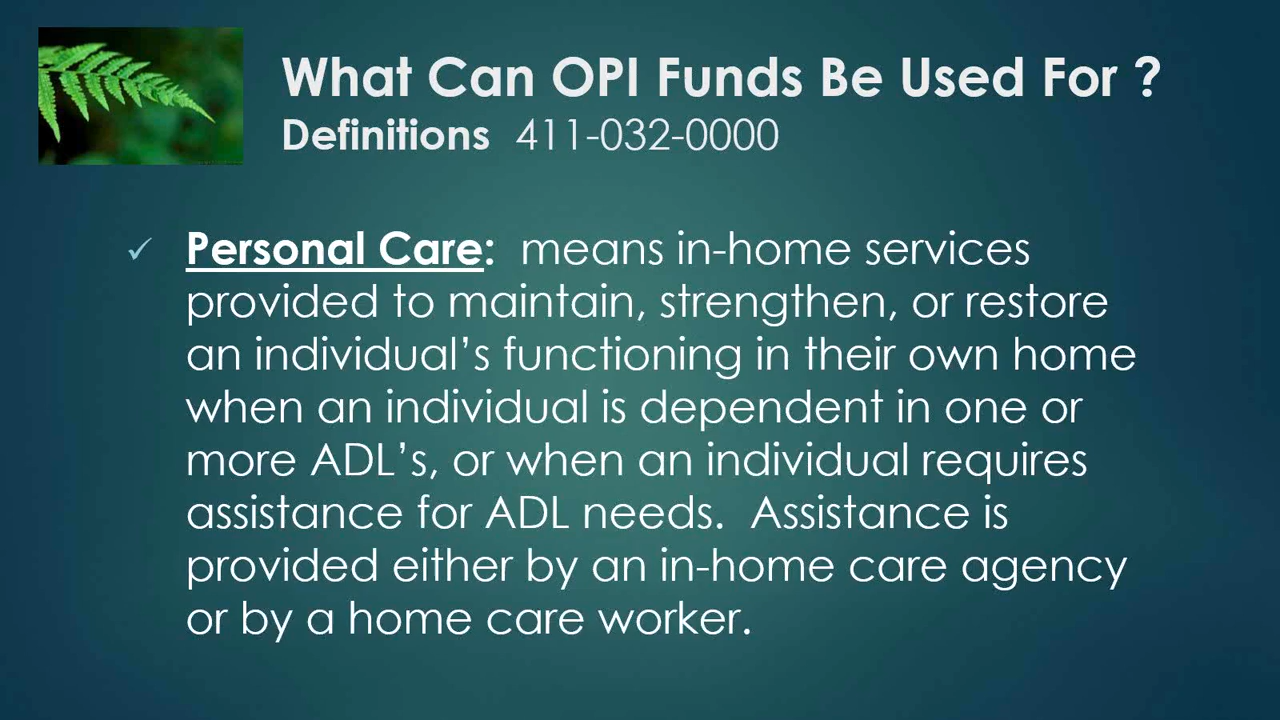 What Can OPI Funds Be Used For ?
Definitions 411-032-0000
Personal Care: means in-home services
provided to maintain, strengthen, or restore
an individual’s functioning in their own home
when an individual is dependent in one or
more ADL’s, or when an individual requires
assistance for ADL needs. Assistance is
provided either by an in-home care agency
or by a home care worker.